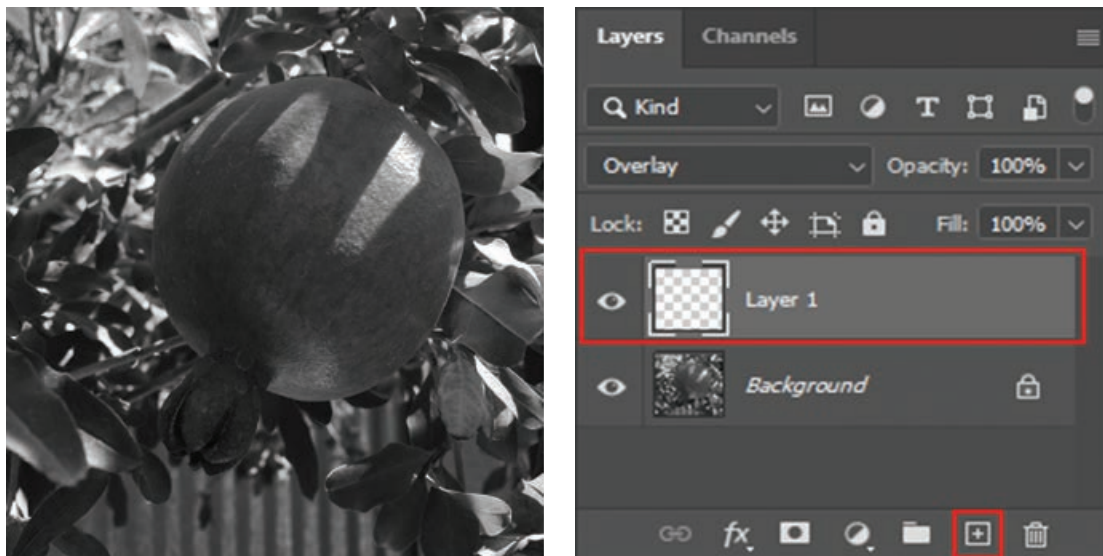 Layers Channels
Kind
Overlay Opacity: 100%
Lock: Fill: 100%
Layer 1
Background
fx